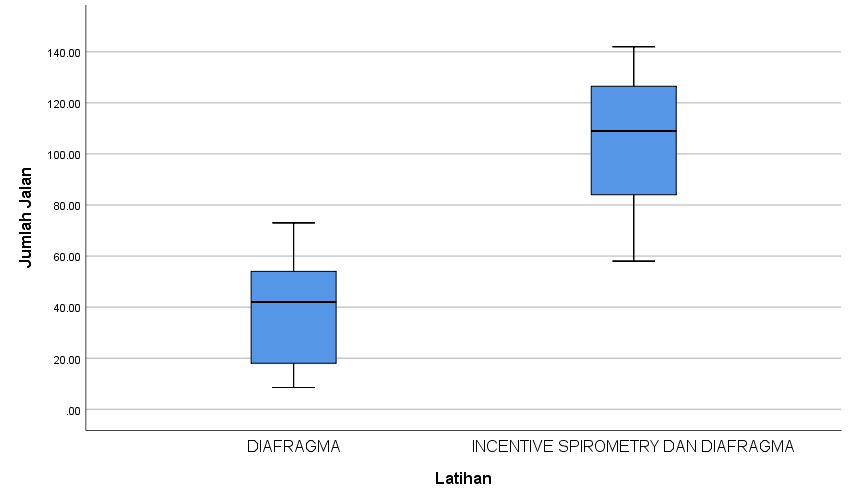 Jumlah Jalan
140.00
120.00
100.00
80.00
60.00
40.00
20.00
.00
DIAFRAGMA
INCENTIVE SPIROMETRY DAN DIAFRAGMA
Latihan